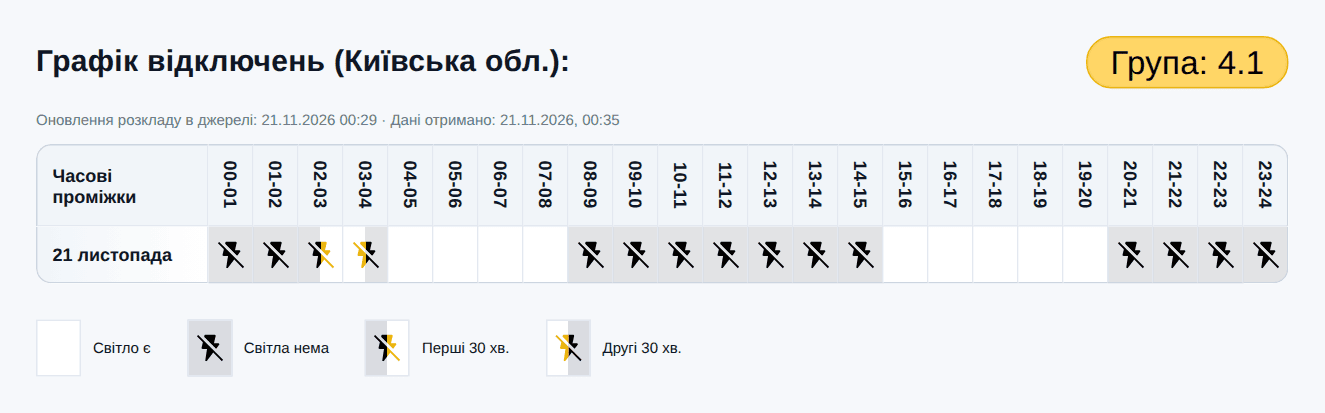 Графік відключень (Київська обл.):
Група: 4.1
Оновлення розкладу в джерелі: 21.11.2026 00:29 · Дані отримано: 21.11.2026, 00:35
Часові
проміжки
00-01 01-02 02-03 03-04 04-05 05-06 06-07 07-08 08-09 09-10 10-11 11-12 12-13 13-14 14-15 15-16 16-17 17-18 18-19 19-20 20-21 21-22 22-23 23-24
21 листопада
Світло є
Світла нема
Перші 30 хв.
Другі 30 хв.